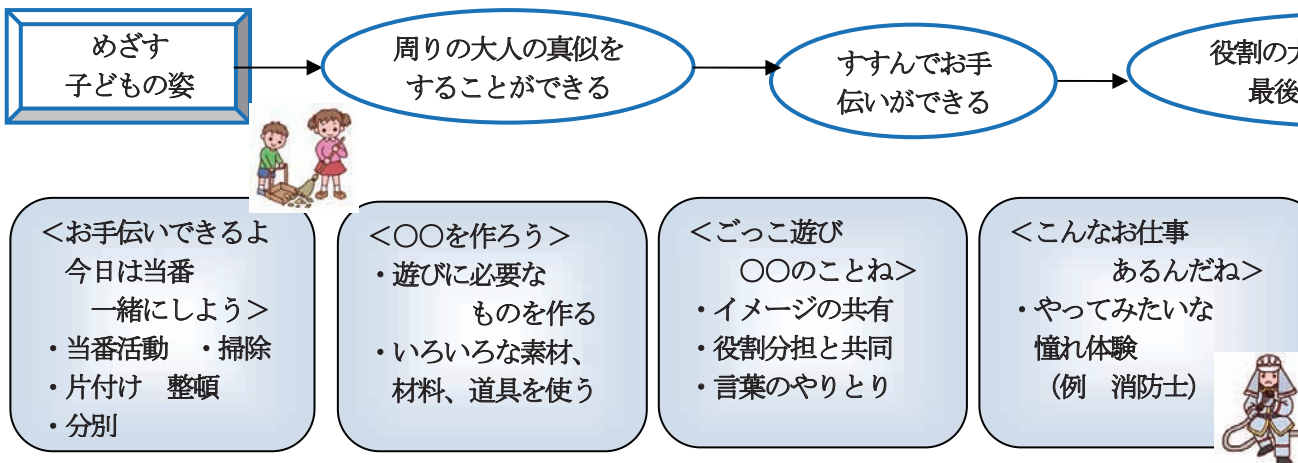 めざす
子どもの姿
周りの大人の真似を
することができる
すすんでお手
伝いができる
役割の
最後
＜お手伝いできるよ
今日は当番
一緒にしよう＞
・当番活動　・掃除
・片付け　整頓
・分別
＜〇〇を作ろう＞
・遊びに必要な
ものを作る
・いろいろな素材、
材料、道具を使う
＜ごっこ遊び
〇〇のことね＞
・イメージの共有
・役割分担と共同
・言葉のやりとり
＜こんなお仕事
あるんだね＞
・やってみたいな
憧れ体験
（例　消防士）